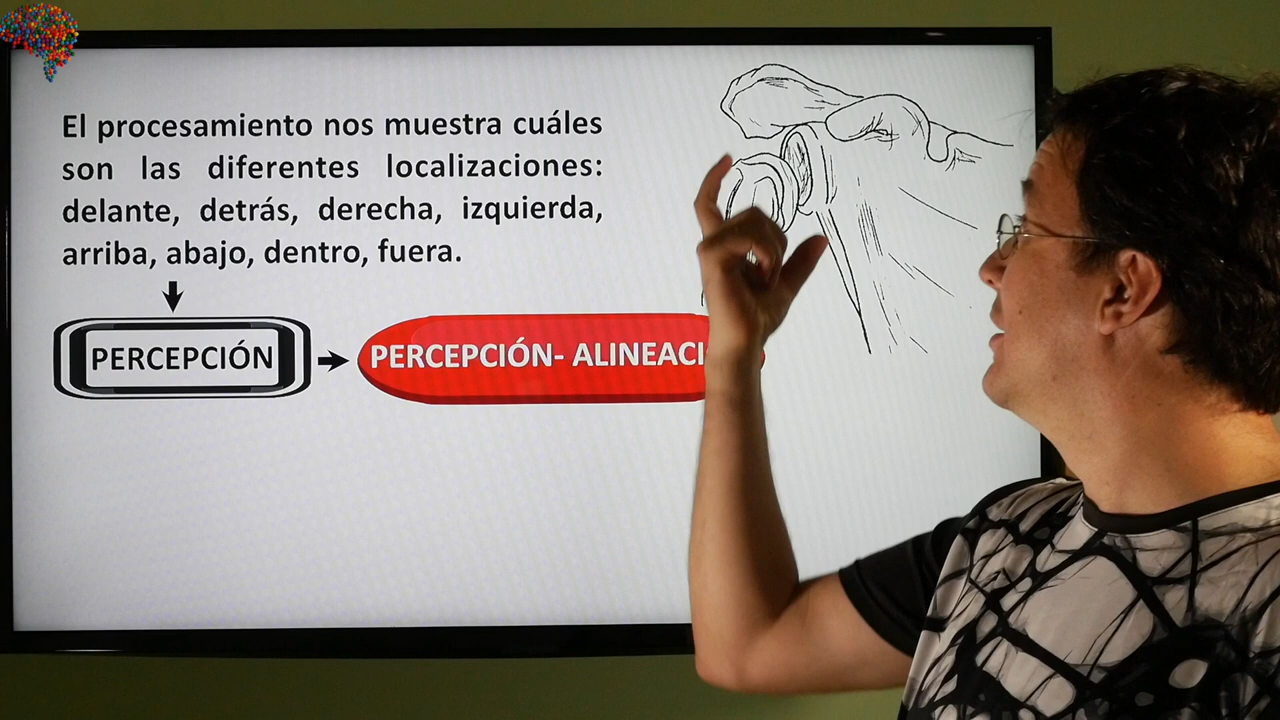 El procesamiento nos muestra cuáles
son las diferentes localizaciones:
delante, detrás, derecha, izquierda,
arriba, abajo, dentro, fuera.
PERCEPCIÓN
PERCEPCIÓN- ALINEACI